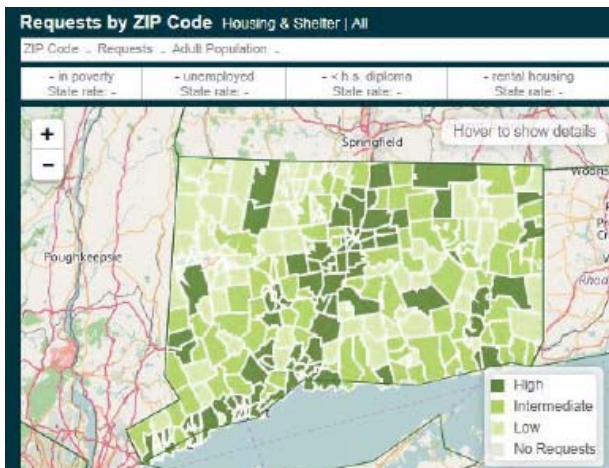 Requests by ZIP Code Housing & Shelter | All
ZIP Code - Requests - Adult Population -
- in poverty
State rate: -
- unemployed
State rate: -
- < h.s. diploma
State rate: -
- rental housing
State rate: -
+
-
Hover to show details
Springfield
Poughkeepsie
High
Intermediate
Low
No Requests